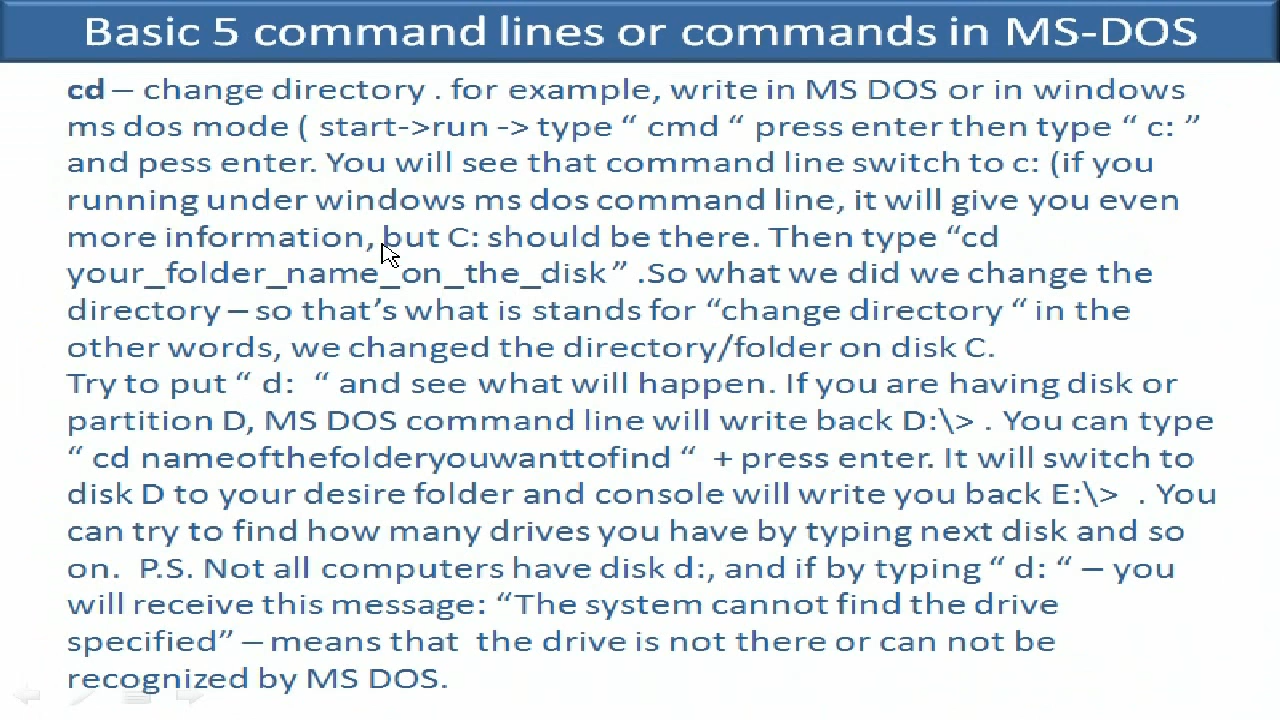 Basic 5 command lines or commands in MS-DOS
cd – change directory . for example, write in MS DOS or in windows
ms dos mode ( start->run -> type “ cmd “ press enter then type “ c: ”
and pess enter. You will see that command line switch to c: (if you
running under windows ms dos command line, it will give you even
more information, but C: should be there. Then type “cd
your_folder_name_on_the_disk” .So what we did we change the
directory – so that’s what is stands for “change directory “ in the
other words, we changed the directory/folder on disk C.
Try to put “ d:  “ and see what will happen. If you are having disk or
partition D, MS DOS command line will write back D:\> . You can type
“ cd nameofthefolderyouwanttofind “  + press enter. It will switch to
disk D to your desire folder and console will write you back E:\>  . You
can try to find how many drives you have by typing next disk and so
on.  P.S. Not all computers have disk d:, and if by typing “ d: “ – you
will receive this message: “The system cannot find the drive
specified” – means that  the drive is not there or can not be
recognized by MS DOS.